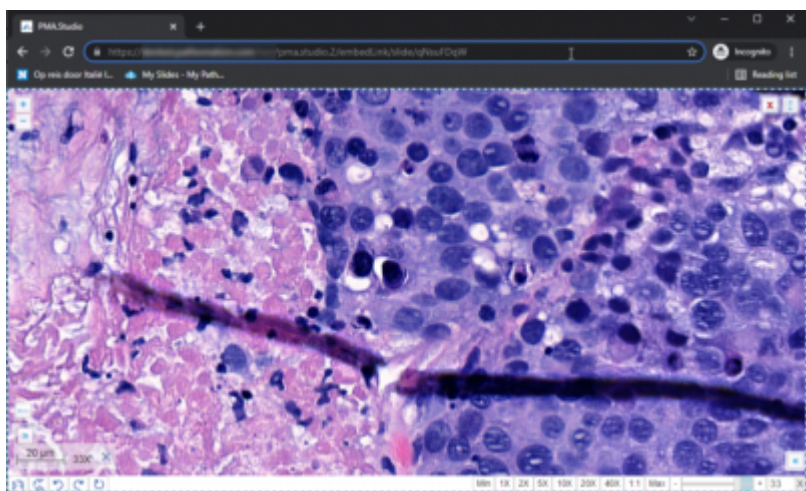 PMA.Studio
https:// /pma.studio.2/embedLink/slide/qNsuFDqW
Incognito
Op reis door Italië L...
My Slides - My Path...
Reading list
X
20 µm
33X
Min 1X 2X 5X 10X 20X 40X 1:1 Max - + 33